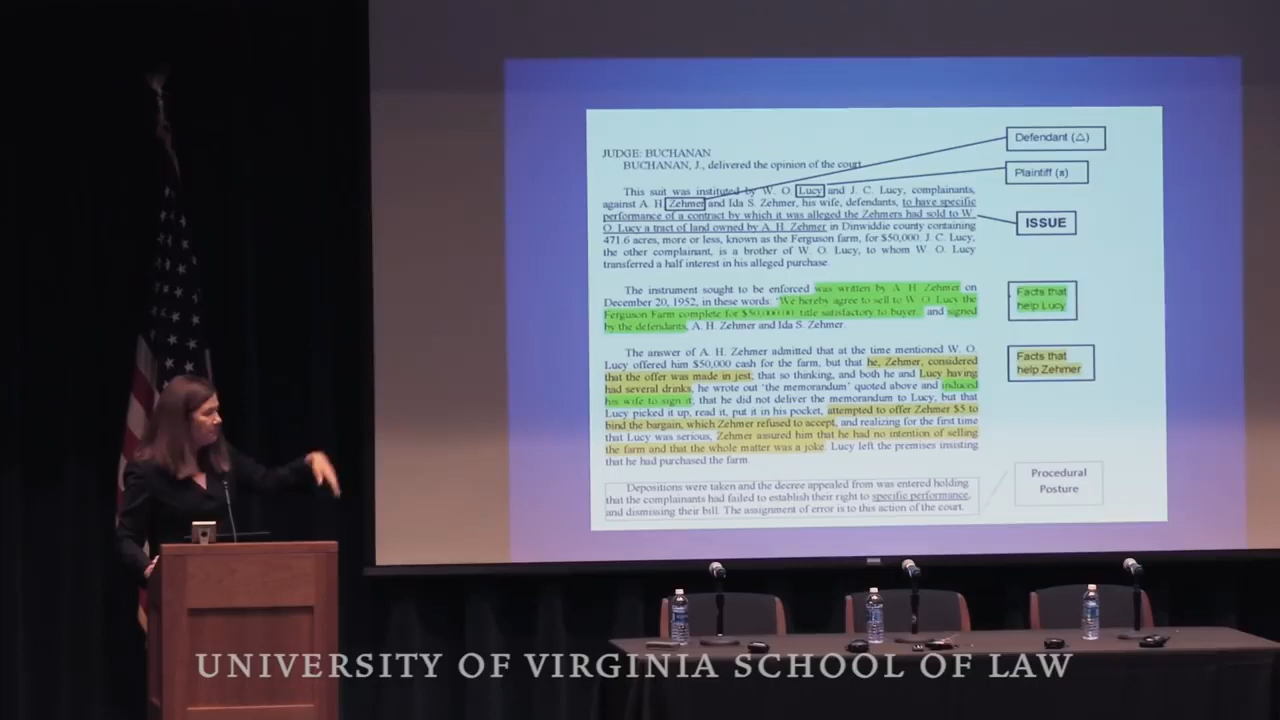 JUDGE: BUCHANAN
BUCHANAN, J., delivered the opinion of the court.
This suit was instituted by W. O. Lucy and J. C. Lucy, complainants,
against A. H. Zehmer and Ida S. Zehmer, his wife, defendants, to have specific
performance of a contract by which it was alleged the Zehmers had sold to W.
O. Lucy a tract of land owned by A. H. Zehmer in Dinwiddie county containing
471.6 acres, more or less, known as the Ferguson farm, for $50,000. J. C. Lucy,
the other complainant, is a brother of W. O. Lucy, to whom W. O. Lucy
transferred a half interest in his alleged purchase.
The instrument sought to be enforced was written by A. H. Zehmer on
December 20, 1952, in these words: 'We hereby agree to sell to W. O. Lucy the
Ferguson Farm complete for $50,000.00, title satisfactory to buyer,' and signed
by the defendants, A. H. Zehmer and Ida S. Zehmer.
The answer of A. H. Zehmer admitted that at the time mentioned W. O.
Lucy offered him $50,000 cash for the farm, but that he, Zehmer, considered
that the offer was made in jest; that so thinking, and both he and Lucy having
had several drinks, he wrote out 'the memorandum' quoted above and induced
his wife to sign it; that he did not deliver the memorandum to Lucy, but that
Lucy picked it up, read it, put it in his pocket, attempted to offer Zehmer $5 to
bind the bargain, which Zehmer refused to accept, and realizing for the first time
that Lucy was serious, Zehmer assured him that he had no intention of selling
the farm and that the whole matter was a joke. Lucy left the premises insisting
that he had purchased the farm.
Depositions were taken and the decree appealed from was entered holding
that the complainants had failed to establish their right to specific performance,
and dismissing their bill. The assignment of error is to this action of the court.
Defendant (△)
Plaintiff (π)
ISSUE
Facts that
help Lucy
Facts that
help Zehmer
Procedural
Posture
UNIVERSITY OF VIRGINIA SCHOOL OF LAW